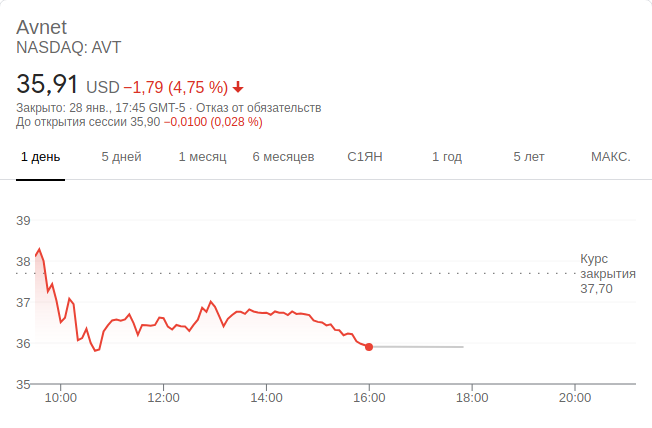 Avnet
NASDAQ: AVT
35,91 USD −1,79 (4,75 %)
Закрыто: 28 янв., 17:45 GMT-5 · Отказ от обязательств
До открытия сессии 35,90 −0,0100 (0,028 %)
1 день 5 дней 1 месяц 6 месяцев С1ЯН 1 год 5 лет МАКС.
39
38
37
36
35
Курс
закрытия
37,70
10:00 12:00 14:00 16:00 18:00 20:00